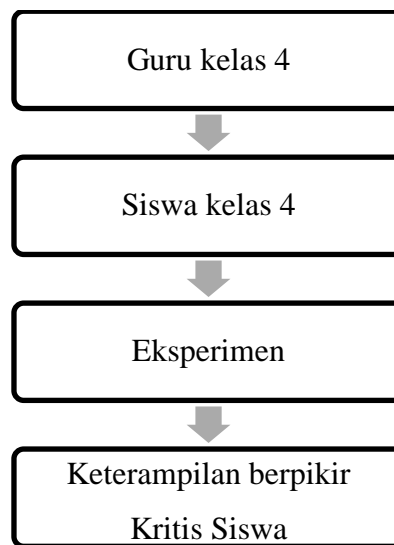 Guru kelas 4
Siswa kelas 4
Eksperimen
Keterampilan berpikir
Kritis Siswa